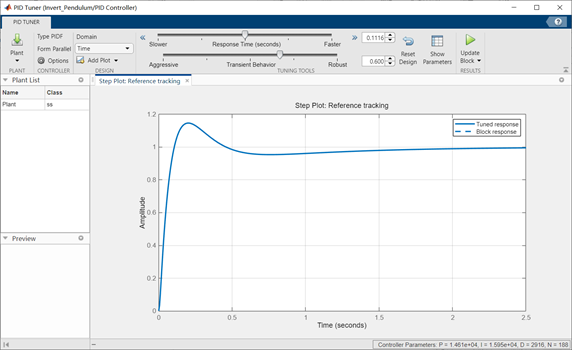 PID Tuner (Invert_Pendulum/PID Controller)
PID TUNER
Plant
PLANT
Type PIDF
Form Parallel
Options
CONTROLLER
Domain
Time
Add Plot
DESIGN
Slower Response Time (seconds) Faster
0.1116
Aggressive Transient Behavior Robust
0.600
TUNING TOOLS
Reset Design
Show Parameters
Update Block
RESULTS
Plant List
Name Class
Plant ss
Preview
Step Plot: Reference tracking
Step Plot: Reference tracking
Tuned response
Block response
1.2
1
0.8
0.6
0.4
0.2
0
Amplitude
0 0.5 1 1.5 2 2.5
Time (seconds)
Controller Parameters: P = 1.461e+04, I = 1.595e+04, D = 2916, N = 188